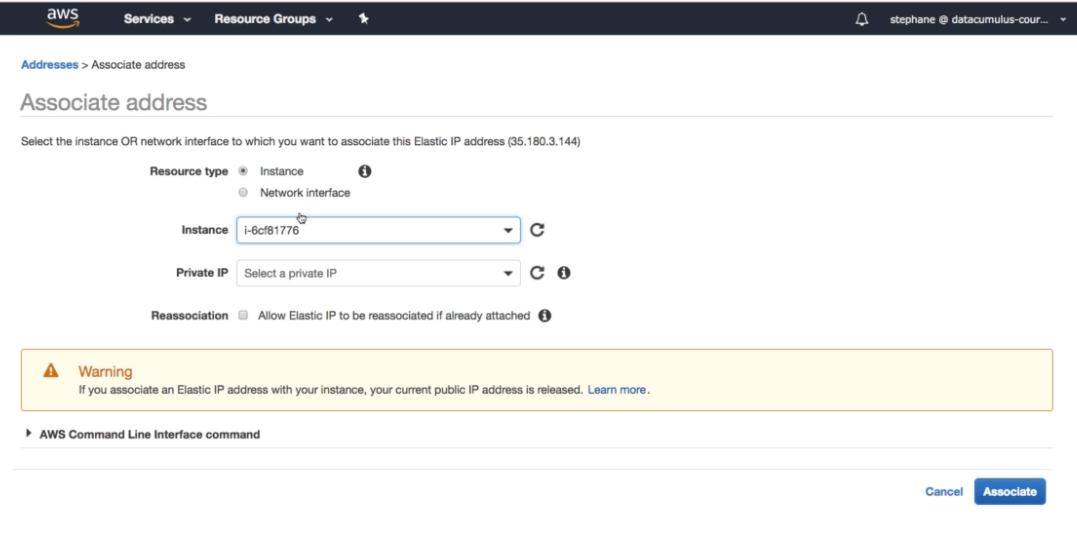 aws Services Resource Groups stephane @ datacumulus-cour...
Addresses > Associate address
Associate address
Select the instance OR network interface to which you want to associate this Elastic IP address (35.180.3.144)
Resource type Instance
Network interface
Instance i-6cf81776
Private IP Select a private IP
Reassociation Allow Elastic IP to be reassociated if already attached
Warning
If you associate an Elastic IP address with your instance, your current public IP address is released. Learn more.
AWS Command Line Interface command
Cancel Associate